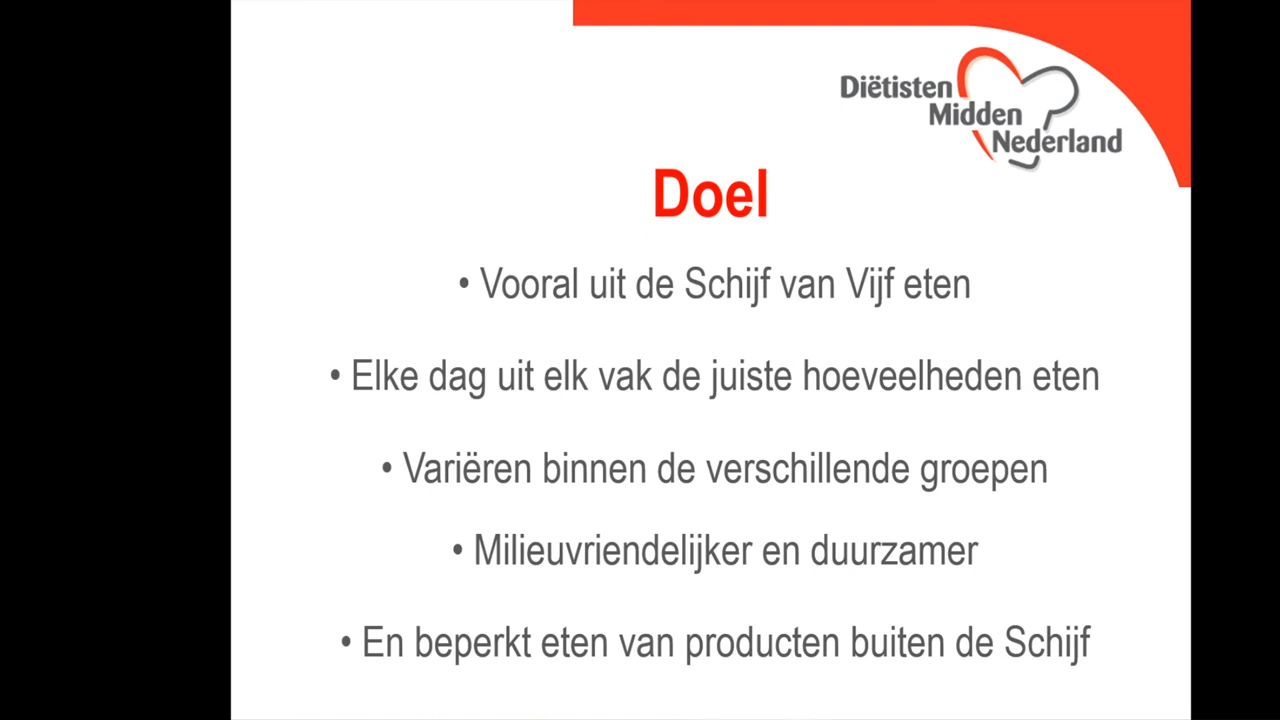 Diëtisten
Midden
Nederland
Doel
• Vooral uit de Schijf van Vijf eten
• Elke dag uit elk vak de juiste hoeveelheden eten
• Variëren binnen de verschillende groepen
• Milieuvriendelijker en duurzamer
• En beperkt eten van producten buiten de Schijf